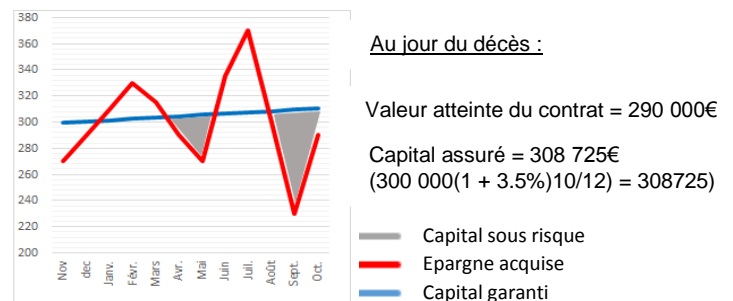 380
360
340
320
300
280
260
240
220
200
Nov
dec
Janv.
Févr.
Mars
Avr.
Mai
Juin
Juil.
Août
Sept.
Oct.
Au jour du décès :
Valeur atteinte du contrat = 290 000€
Capital assuré = 308 725€
(300 000(1 + 3.5%)10/12) = 308725)
Capital sous risque
Epargne acquise
Capital garanti